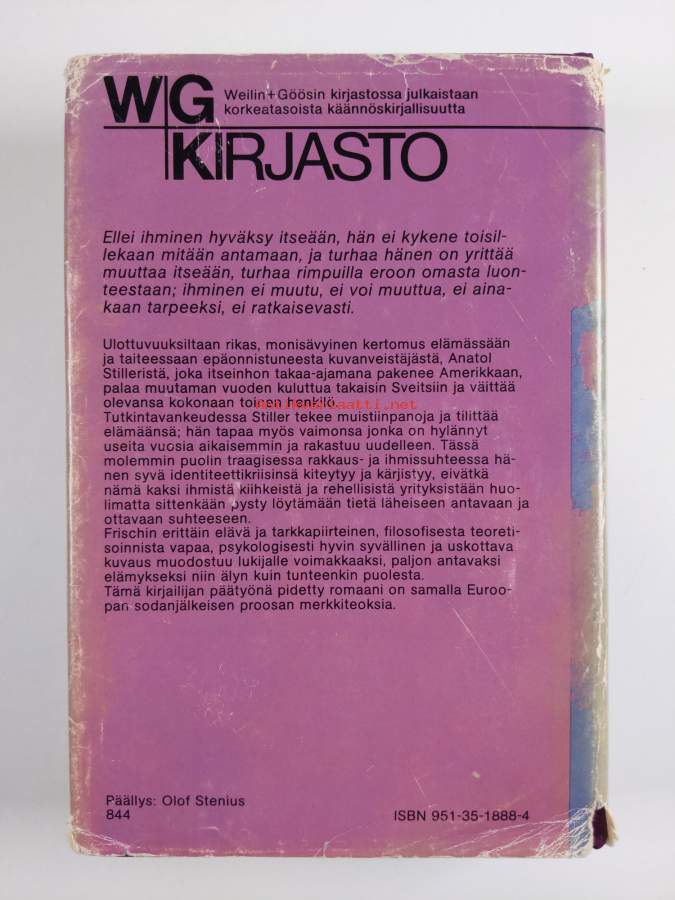 W+G
Weilin+Göösin kirjastossa julkaistaan
korkeatasoista käännöskirjallisuutta
KIRJASTO
Ellei ihminen hyväksy itseään, hän ei kykene toisil-
lekaan mitään antamaan, ja turhaa hänen on yrittää
muuttaa itseään, turhaa rimpuilla eroon omasta luon-
teestaan; ihminen ei muutu, ei voi muuttua, ei aina-
kaan tarpeeksi, ei ratkaisevasti.
Ulottuvuuksiltaan rikas, monisävyinen kertomus elämässään
ja taiteessaan epäonnistuneesta kuvanveistäjästä, Anatol
Stilleristä, joka itseinhon takaa-ajamana pakenee Amerikkaan,
palaa muutaman vuoden kuluttua takaisin Sveitsiin ja väittää
olevansa kokonaan toinen henkilö.
Antikvariaatti.net
Tutkintavankeudessa Stiller tekee muistiinpanoja ja tilittää
elämäänsä; hän tapaa myös vaimonsa jonka on hylännyt
useita vuosia aikaisemmin ja rakastuu uudelleen. Tässä
molemmin puolin traagisessa rakkaus- ja ihmissuhteessa hä-
nen syvä identiteettikriisinsä kiteytyy ja kärjistyy, eivätkä
nämä kaksi ihmistä kiihkeistä ja rehellisistä yrityksistään huo-
limatta sittenkään pysty löytämään tietä läheiseen antavaan ja
ottavaan suhteeseen.
Frischin erittäin elävä ja tarkkapiirteinen, filosofisesta teoreti-
soinnista vapaa, psykologisesti hyvin syvällinen ja uskottava
kuvaus muodostuu lukijalle voimakkaaksi, paljon antavaksi
elämykseksi niin älyn kuin tunteenkin puolesta.
Tämä kirjailijan päätyönä pidetty romaani on samalla Euroo-
pan sodanjälkeisen proosan merkkiteoksia.
Päällys: Olof Stenius
844
ISBN 951-35-1888-4